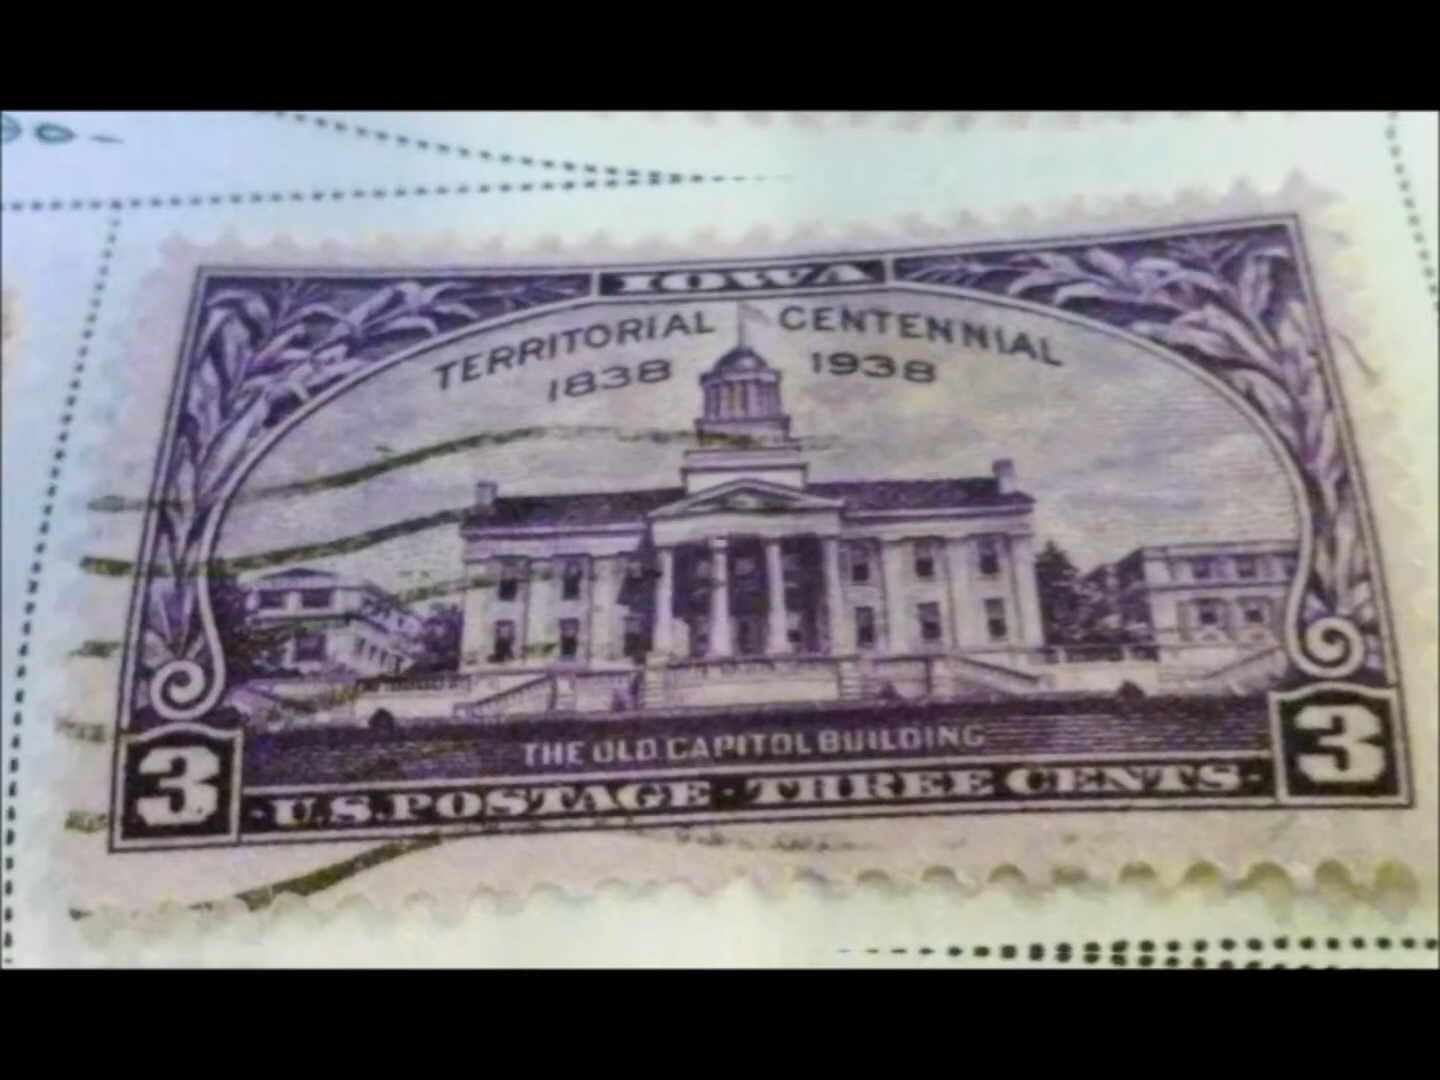 IOWA
TERRITORIAL CENTENNIAL
1838 1938
THE OLD CAPITOL BUILDING
3 · U.S. POSTAGE · THREE CENTS · 3